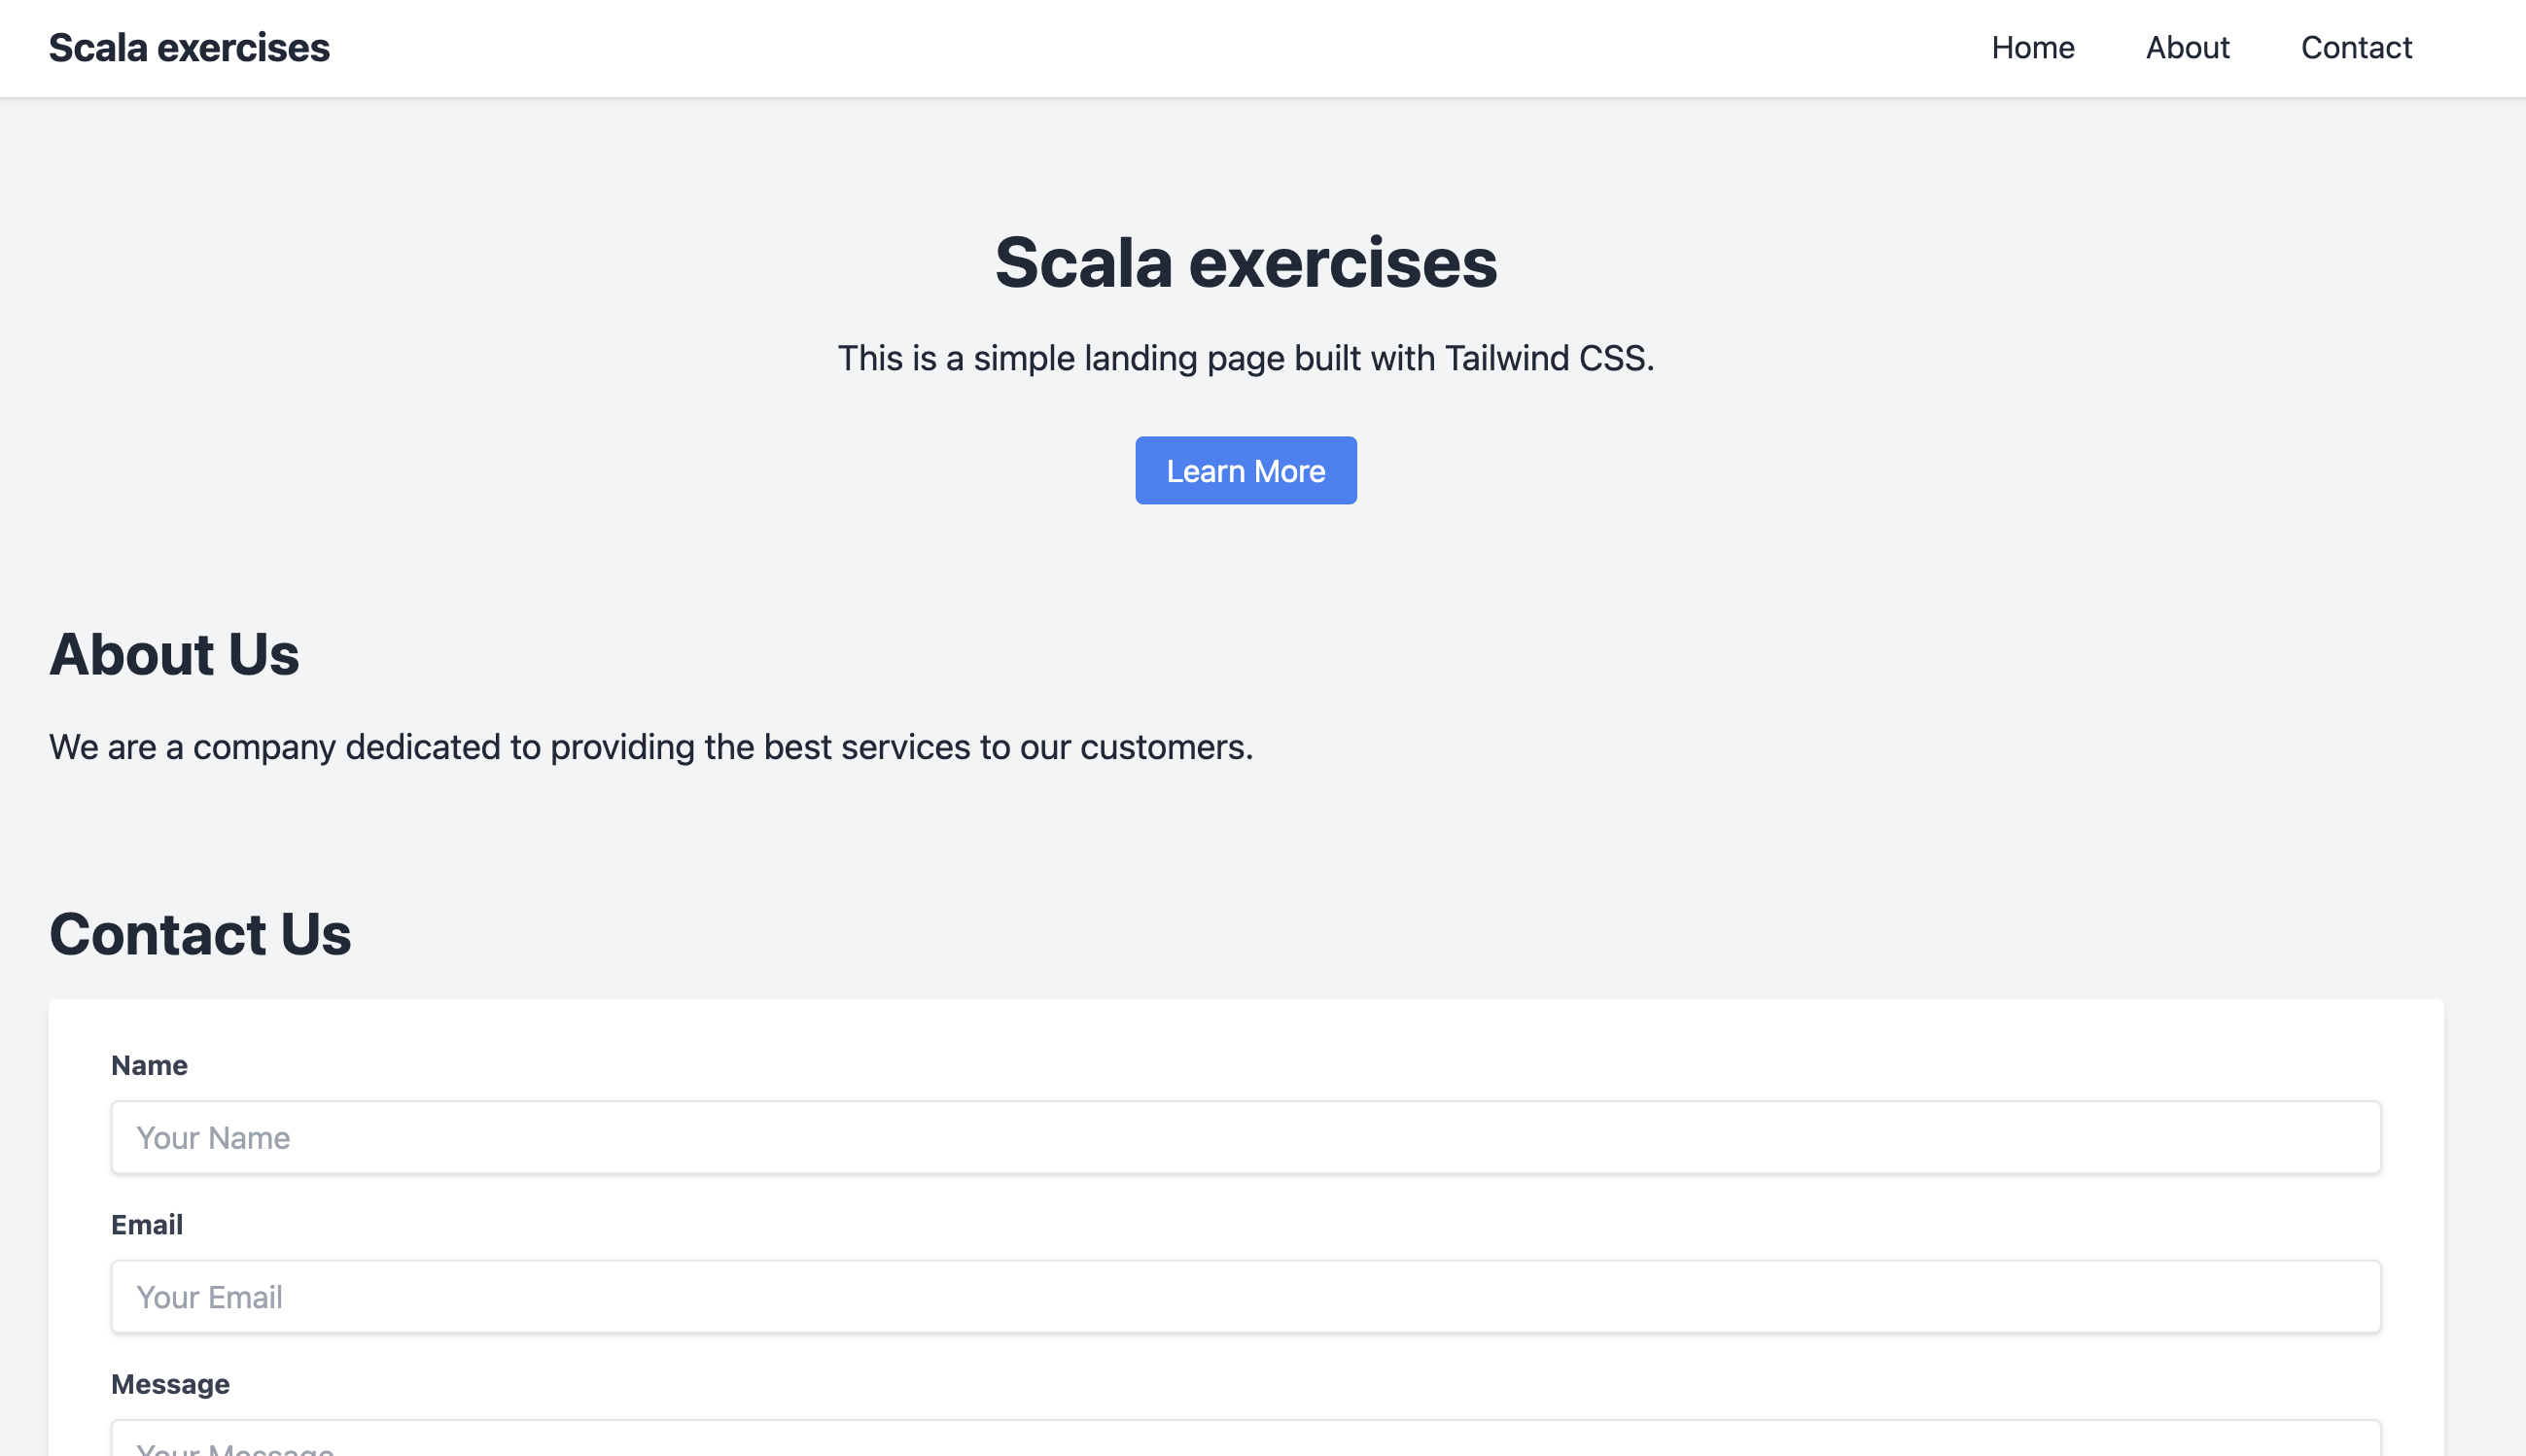 Scala exercises
Home About Contact
Scala exercises
This is a simple landing page built with Tailwind CSS.
Learn More
About Us
We are a company dedicated to providing the best services to our customers.
Contact Us
Name
Your Name
Email
Your Email
Message
Your Message